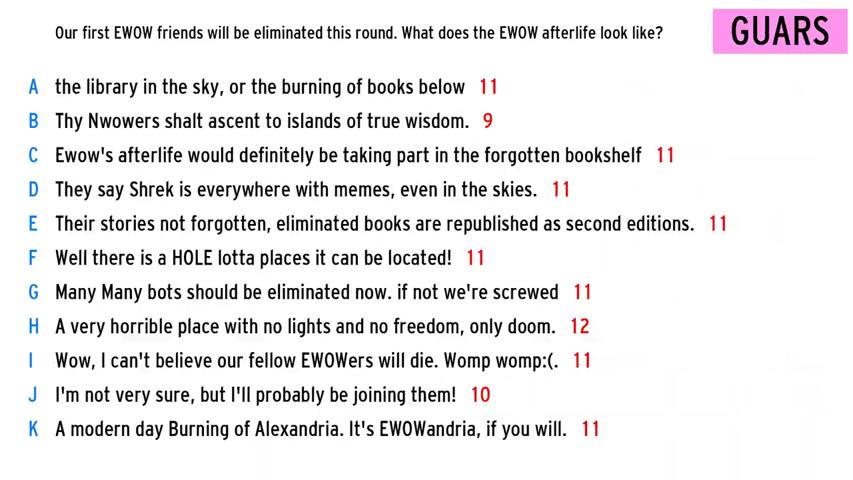 Our first EWOW friends will be eliminated this round. What does the EWOW afterlife look like?
GUARS
A the library in the sky, or the burning of books below 11
B Thy Nwowers shalt ascent to islands of true wisdom. 9
C Ewow's afterlife would definitely be taking part in the forgotten bookshelf 11
D They say Shrek is everywhere with memes, even in the skies. 11
E Their stories not forgotten, eliminated books are republished as second editions. 11
F Well there is a HOLE lotta places it can be located! 11
G Many Many bots should be eliminated now. if not we're screwed 11
H A very horrible place with no lights and no freedom, only doom. 12
I Wow, I can't believe our fellow EWOWers will die. Womp womp:(. 11
J I'm not very sure, but I'll probably be joining them! 10
K A modern day Burning of Alexandria. It's EWOWandria, if you will. 11